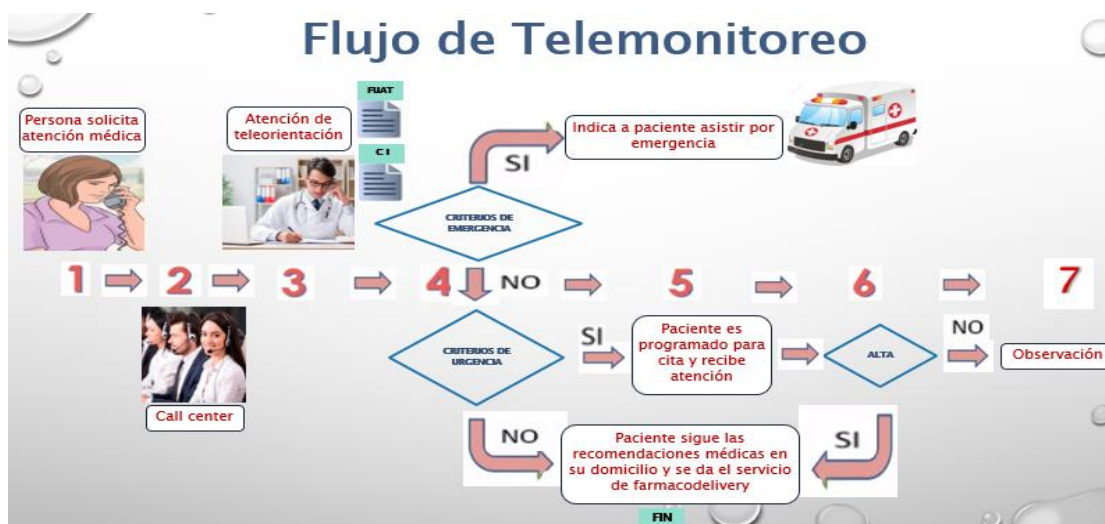 Flujo de Telemonitoreo
Persona solicita
atención médica
Atención de
teleorientación
FUAT
C I
SI
Indica a paciente asistir por
emergencia
CRITERIOS DE
EMERGENCIA
1
2
3
4
NO
5
6
7
Call center
CRITERIOS DE
URGENCIA
SI
Paciente es
programado para
cita y recibe
atención
ALTA
NO
Observación
NO
Paciente sigue las
recomendaciones médicas en
su domicilio y se da el servicio
de farmacodelivery
SI
FIN